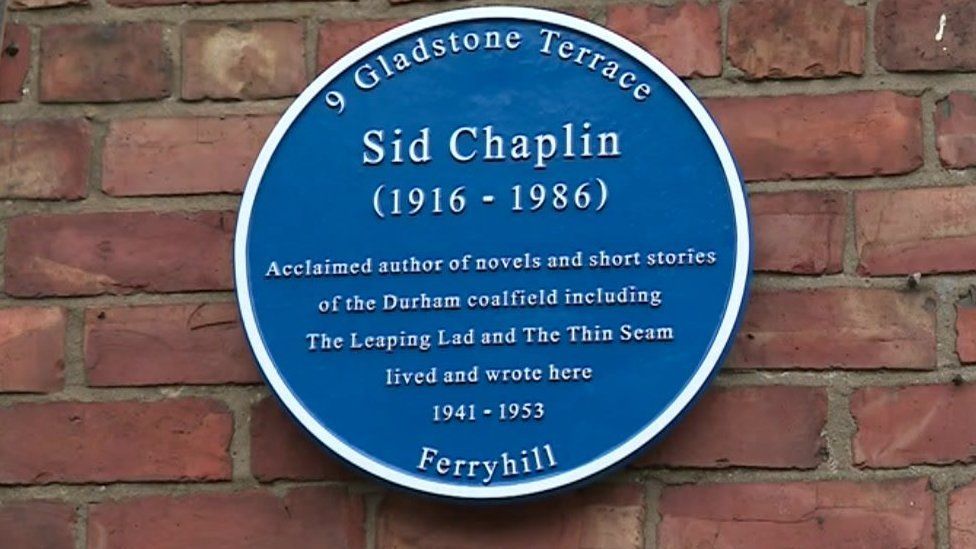 9 Gladstone Terrace
Sid Chaplin
(1916 - 1986)
Acclaimed author of novels and short stories
of the Durham coalfield including
The Leaping Lad and The Thin Seam
lived and wrote here
1941 - 1953
Ferryhill